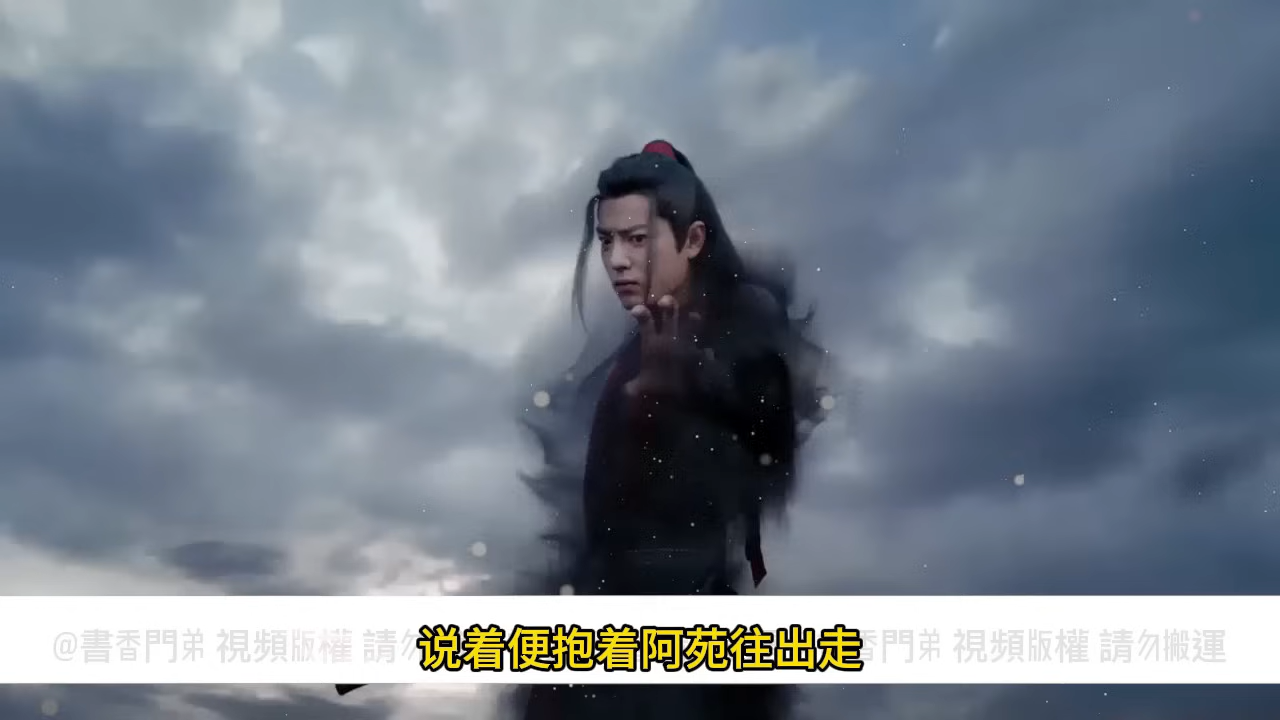 @書香門弟 視頻版權 請勿
说着便抱着阿苑往出走
香門弟 視頻版權 請勿搬運